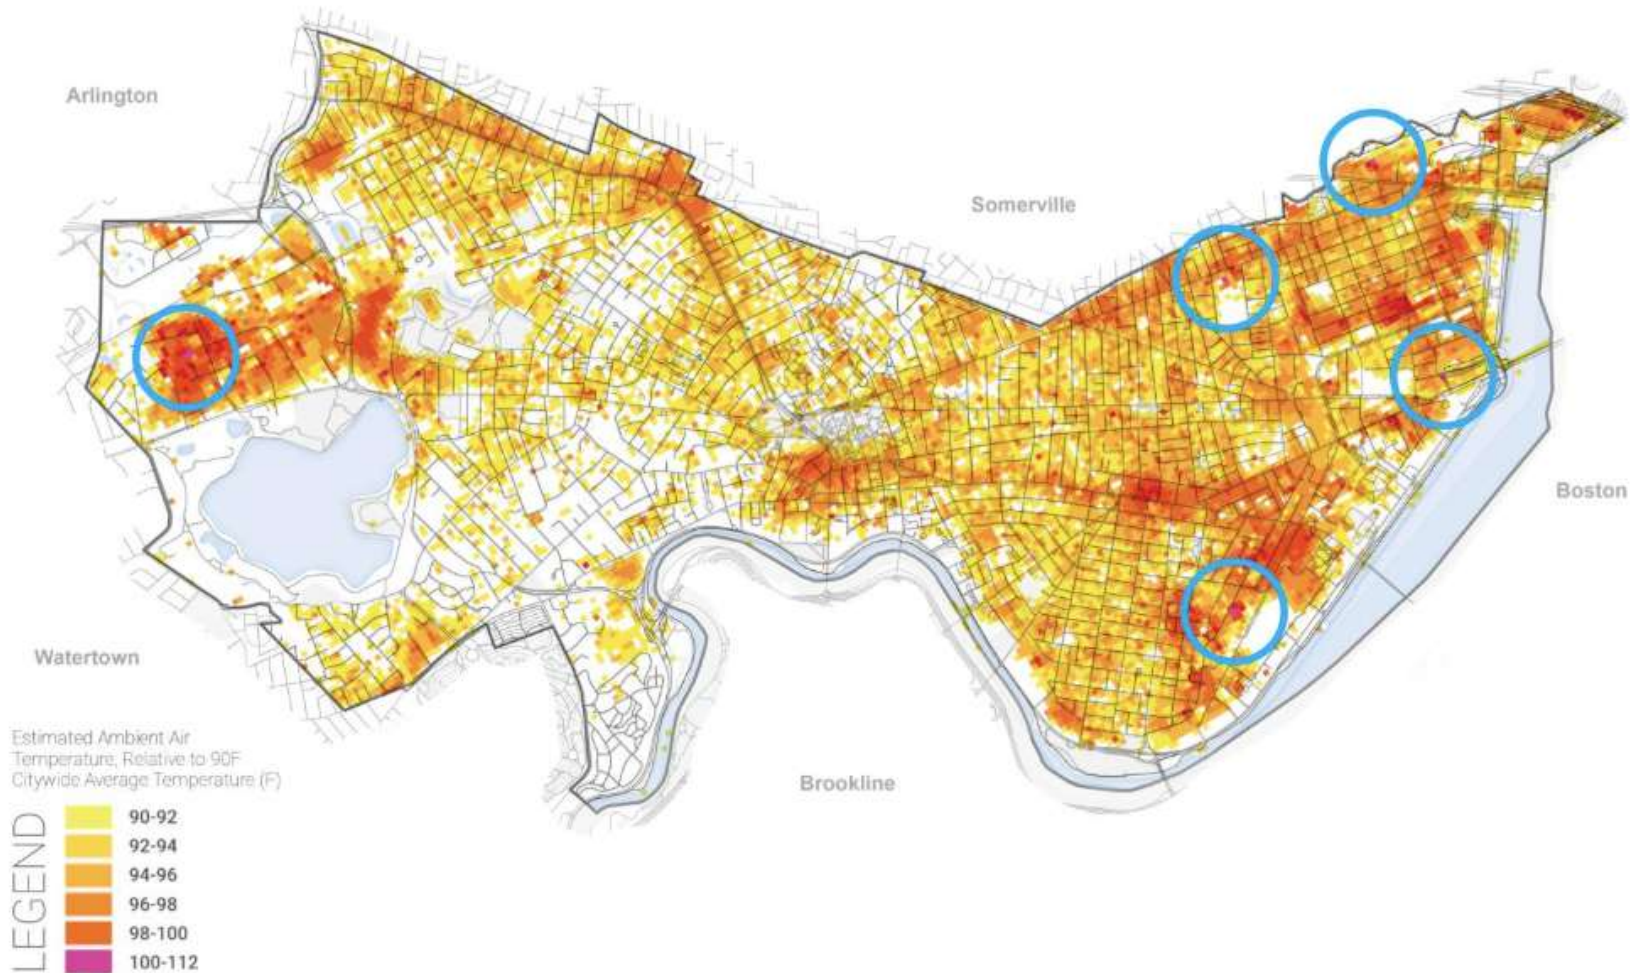 Arlington
Somerville
Boston
Watertown
Brookline
Estimated Ambient Air
Temperature, Relative to 90F
Citywide Average Temperature (F)
LEGEND
90-92
92-94
94-96
96-98
98-100
100-112